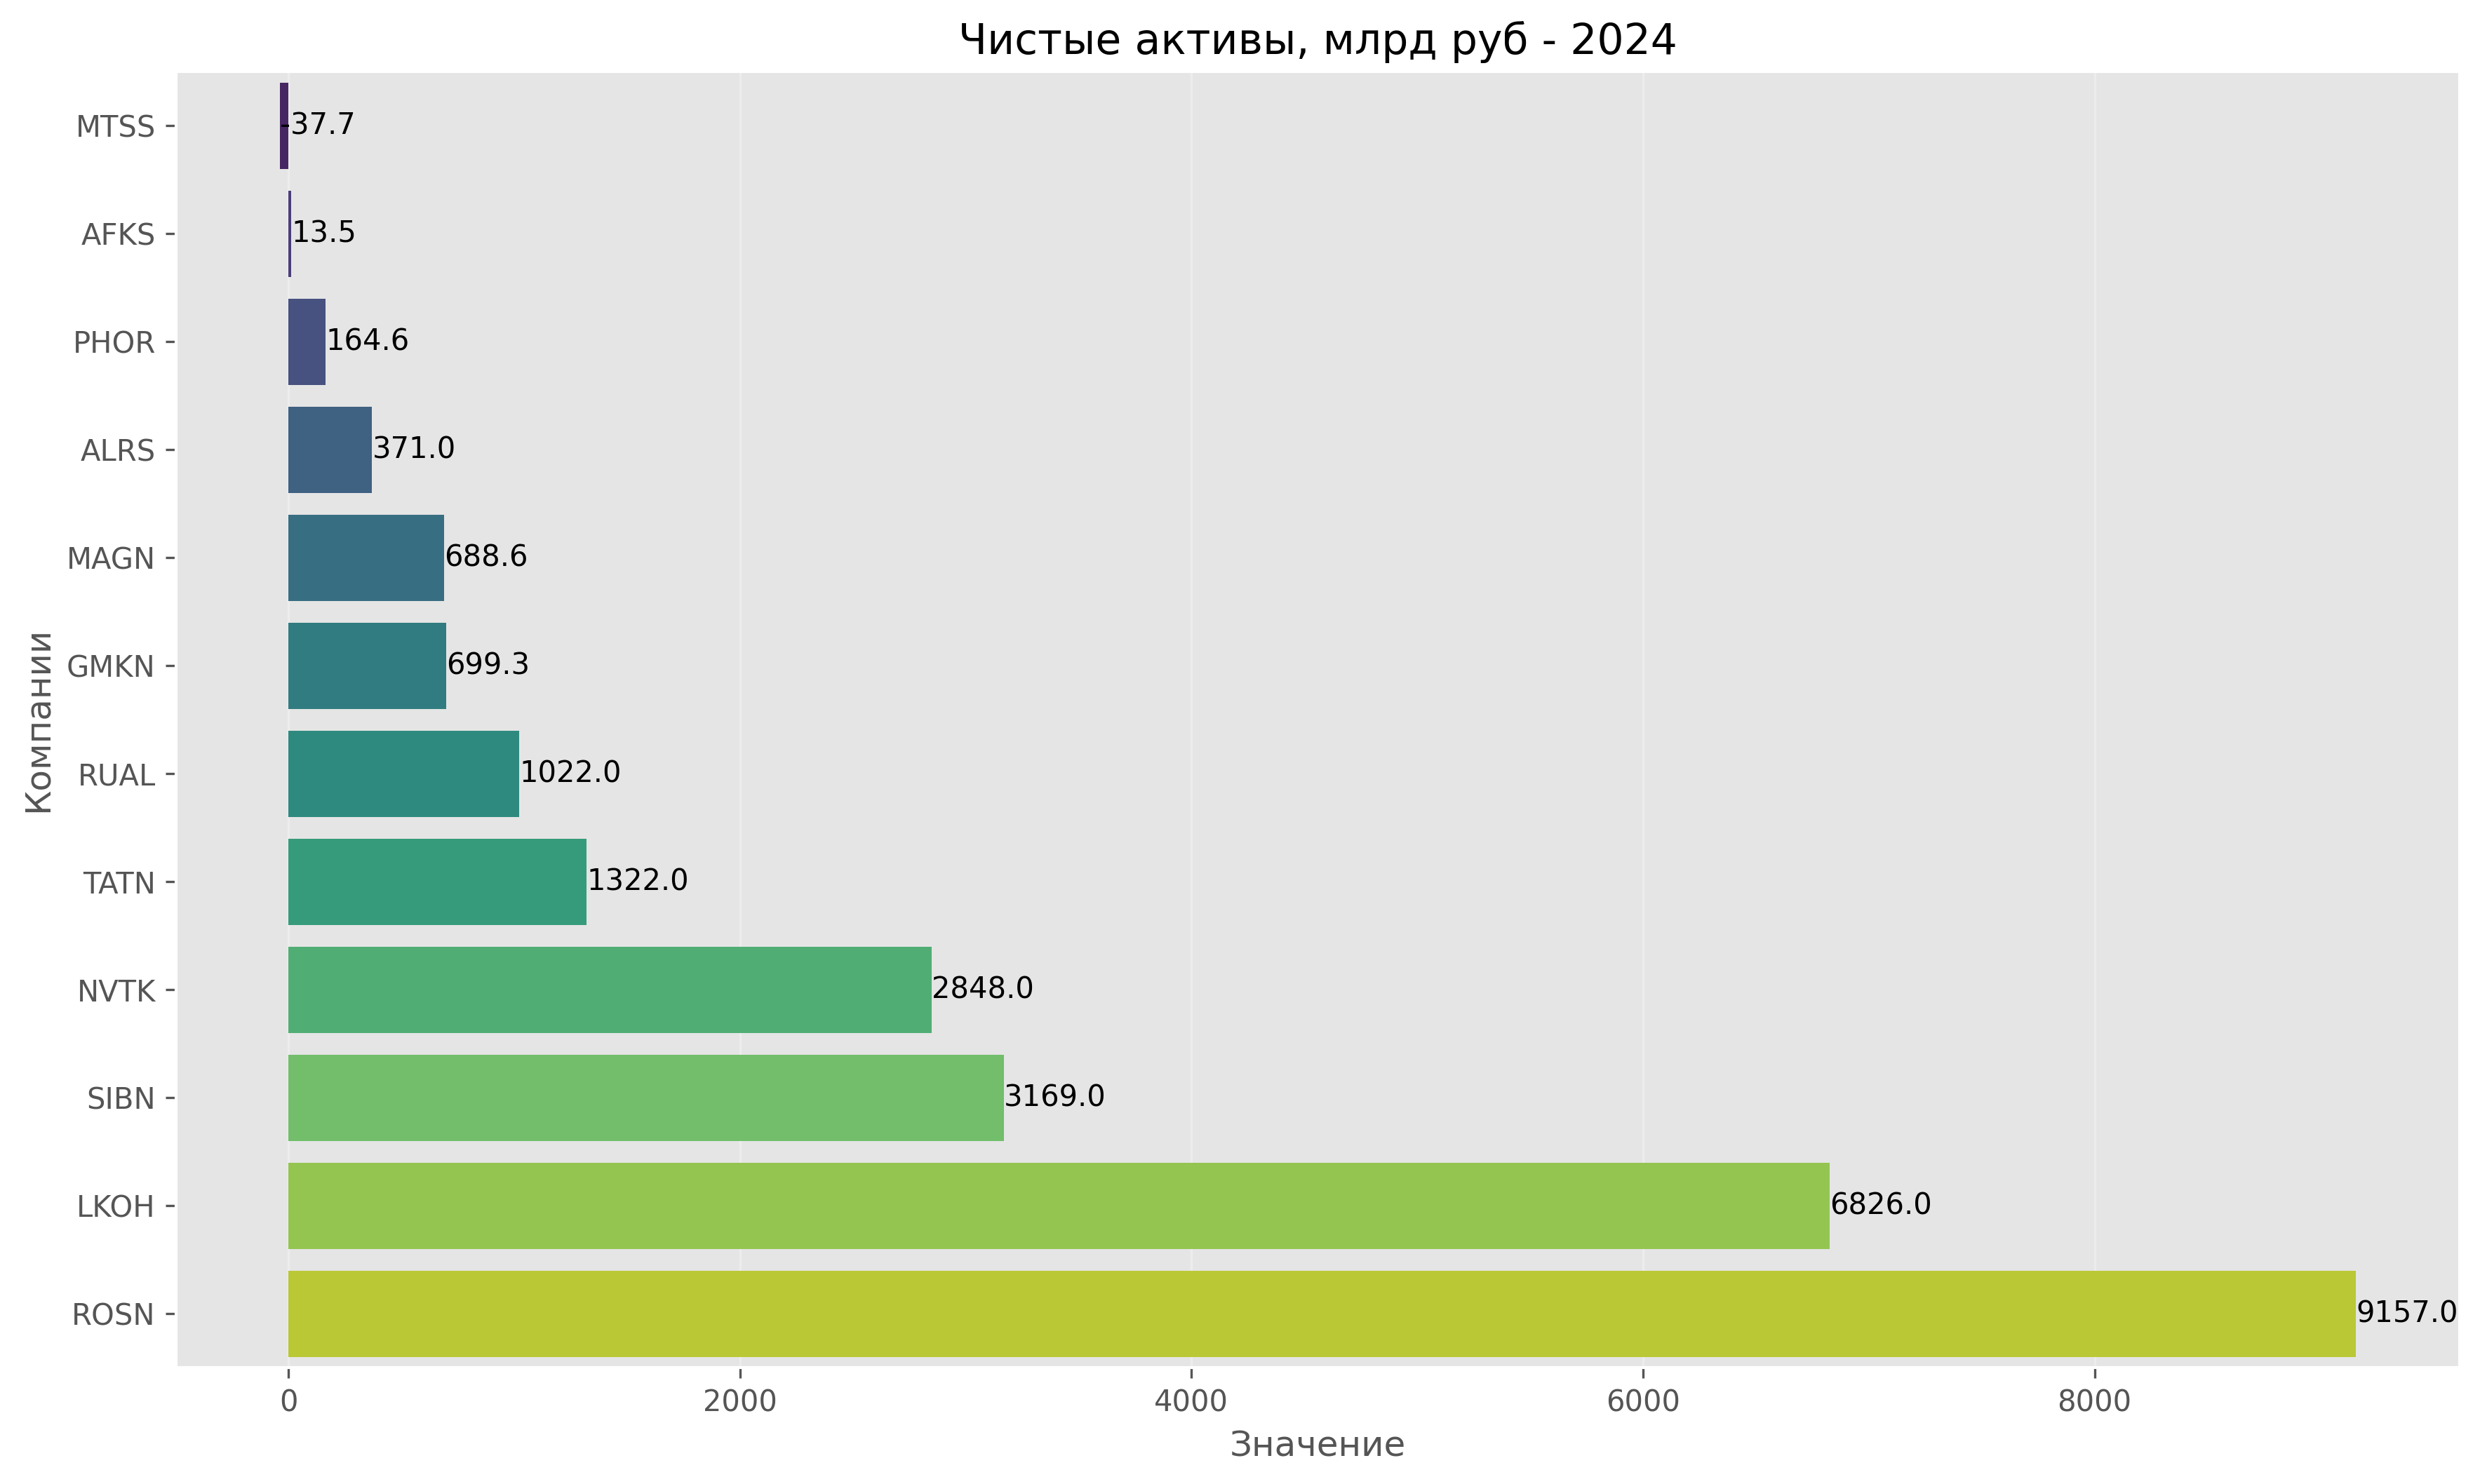 Чистые активы, млрд руб - 2024
Компании
MTSS -37.7
AFKS 13.5
PHOR 164.6
ALRS 371.0
MAGN 688.6
GMKN 699.3
RUAL 1022.0
TATN 1322.0
NVTK 2848.0
SIBN 3169.0
LKOH 6826.0
ROSN 9157.0
0 2000 4000 6000 8000
Значение